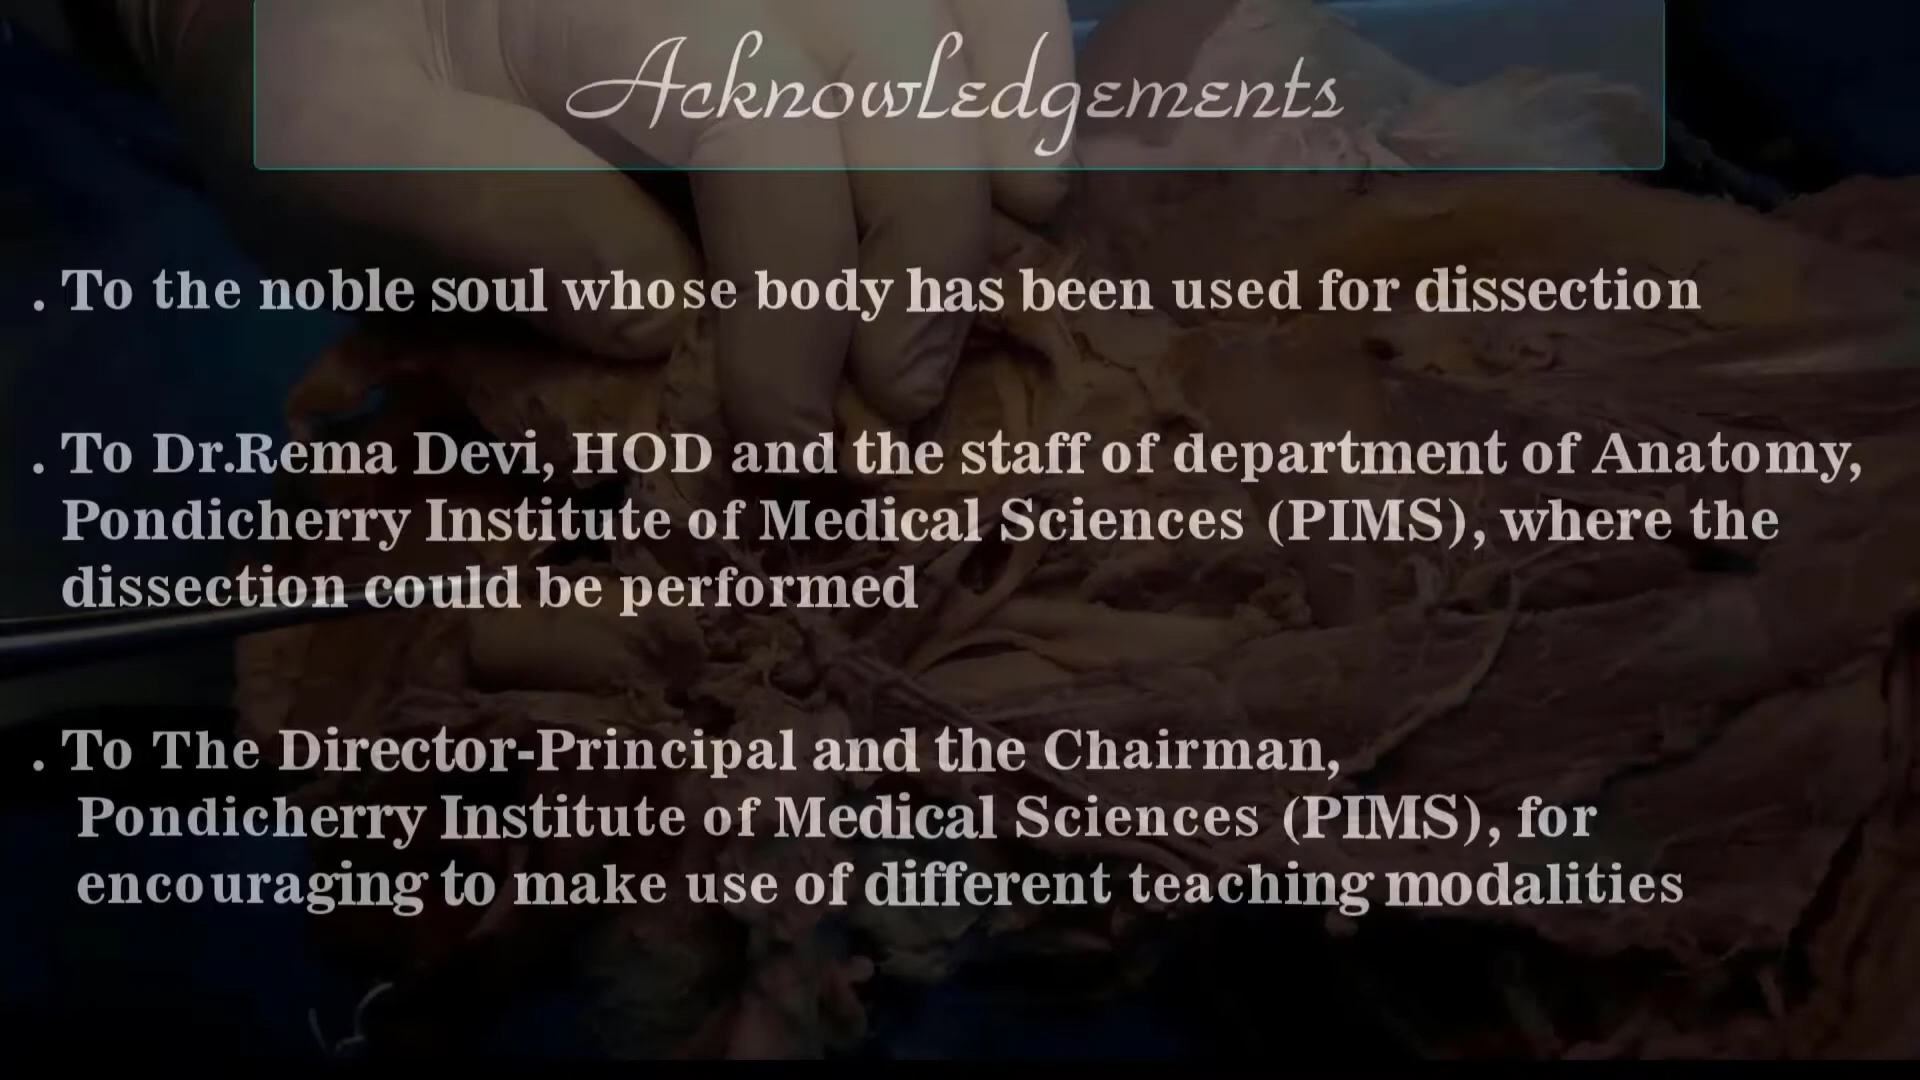 Acknowledgements
. To the noble soul whose body has been used for dissection
. To Dr.Rema Devi, HOD and the staff of department of Anatomy,
Pondicherry Institute of Medical Sciences (PIMS), where the
dissection could be performed
. To The Director-Principal and the Chairman,
Pondicherry Institute of Medical Sciences (PIMS), for
encouraging to make use of different teaching modalities